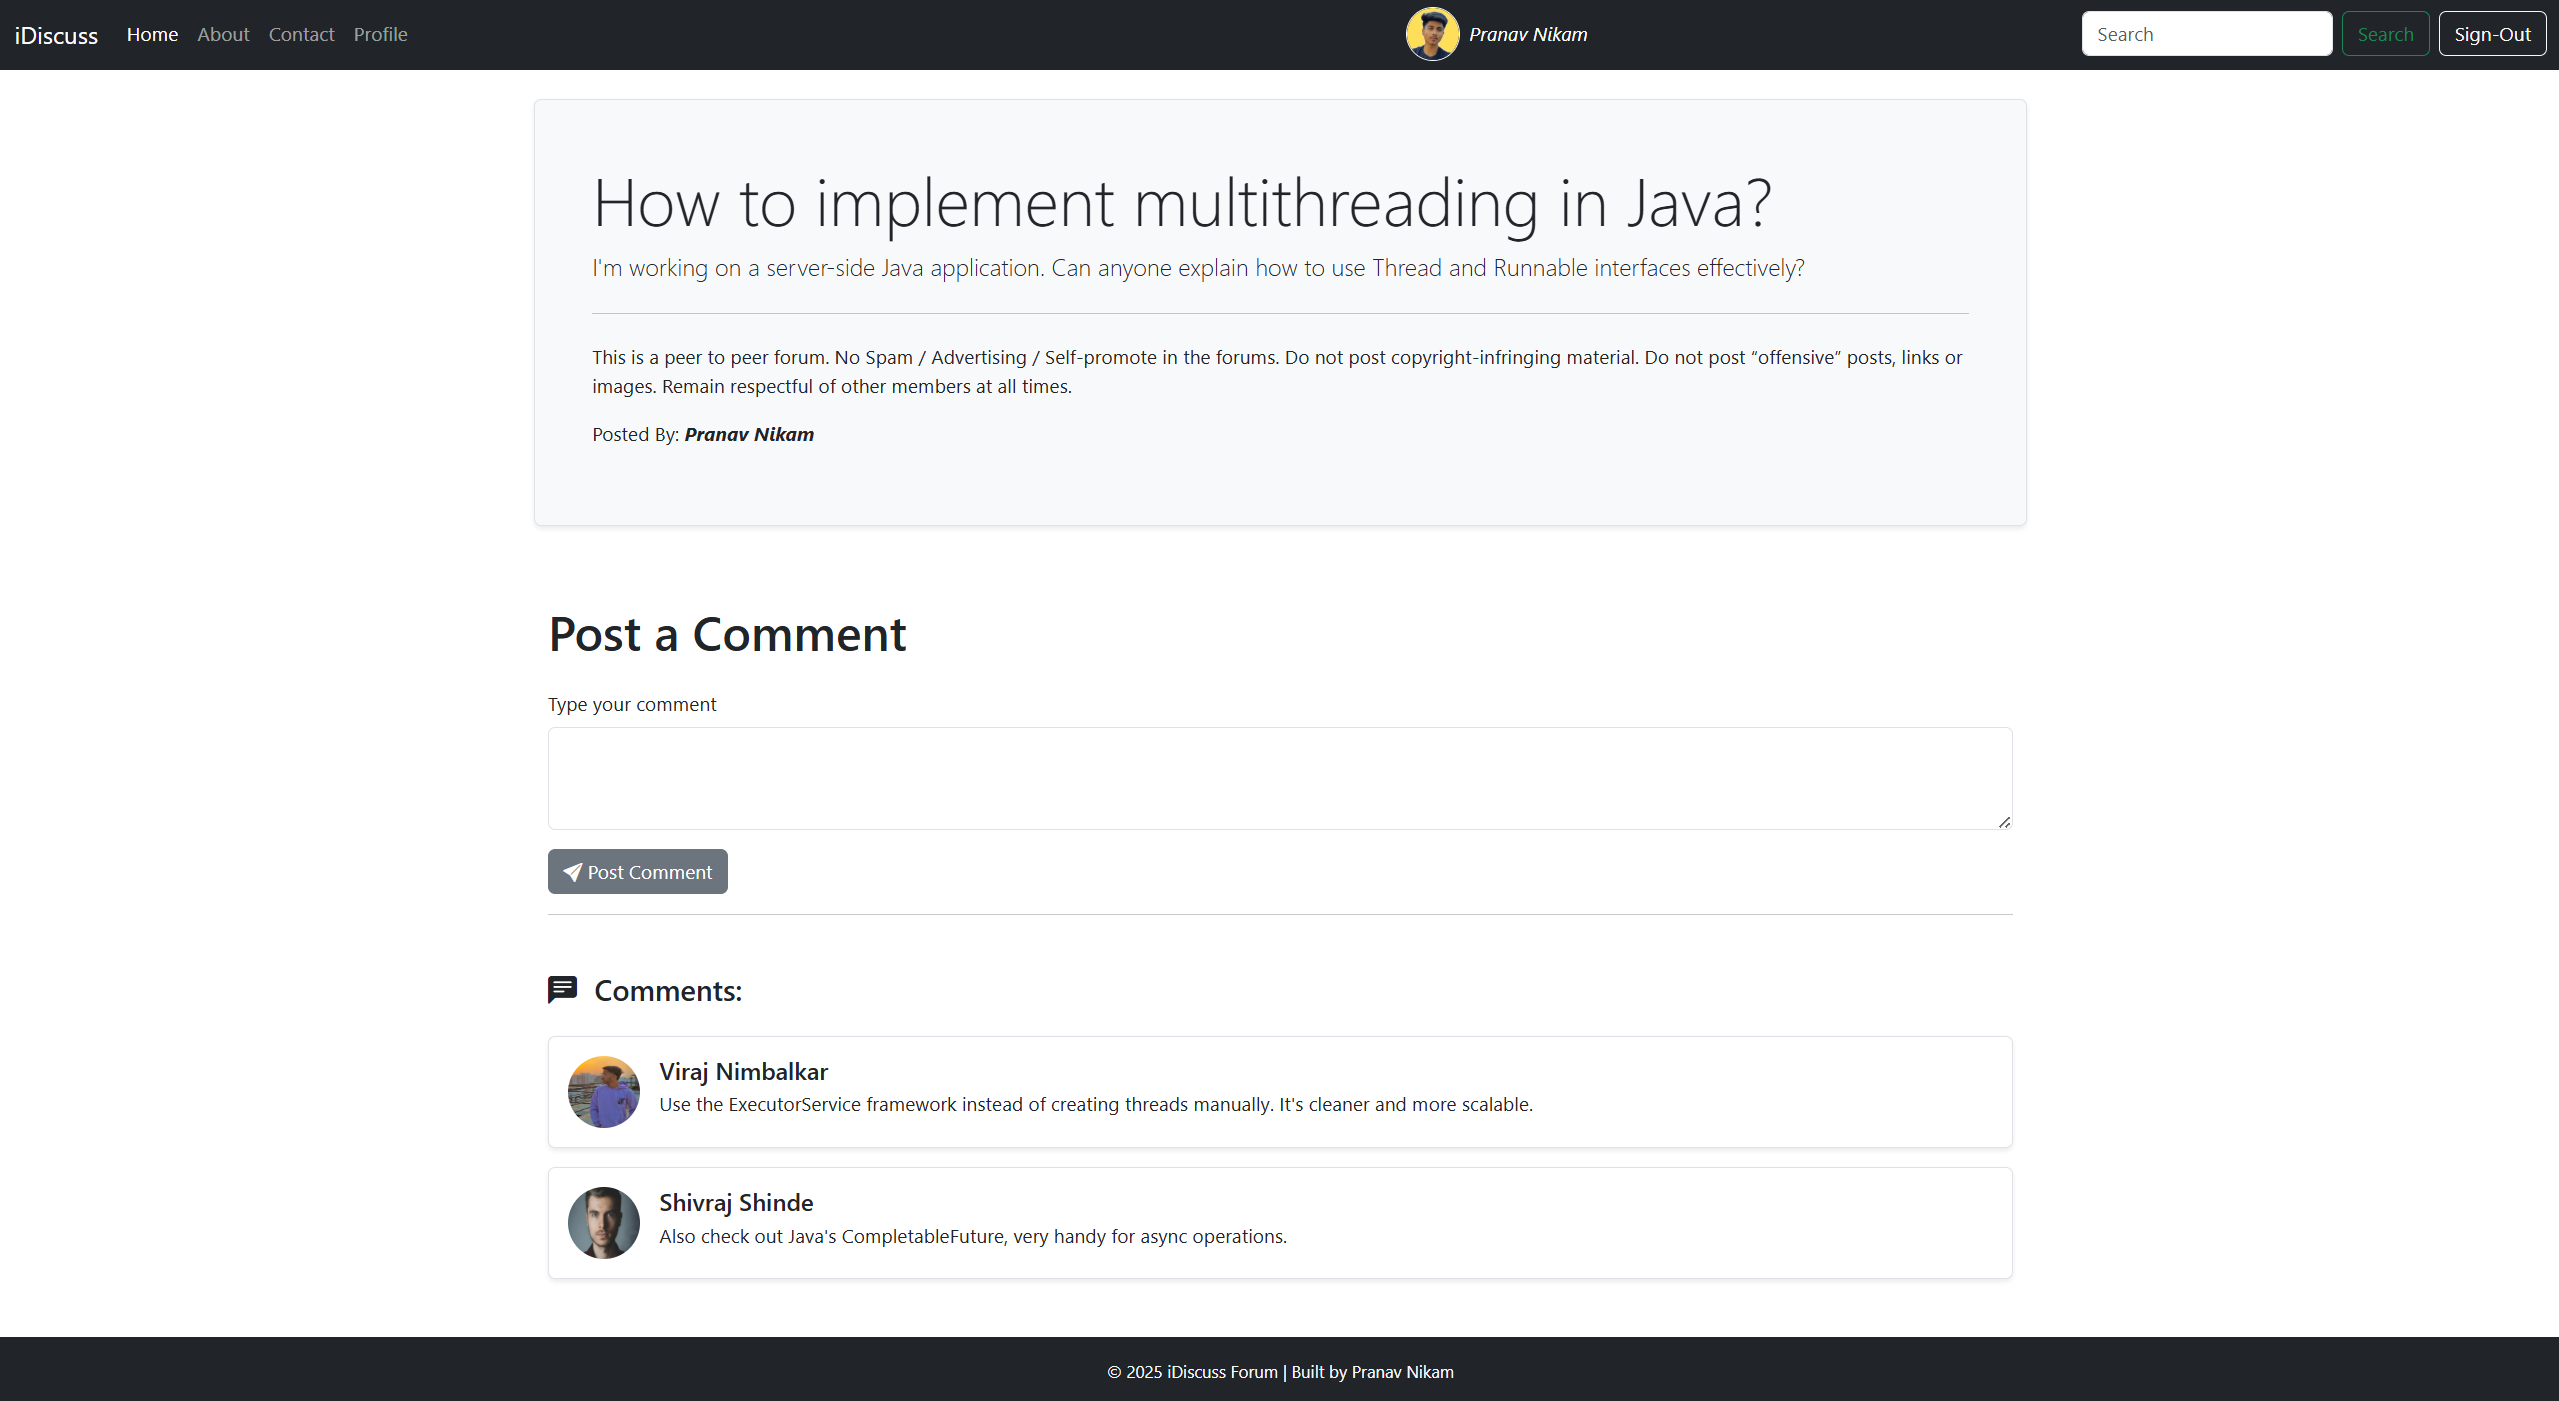 iDiscuss Home About Contact Profile Pranav Nikam Search Search Sign-Out
How to implement multithreading in Java?
I'm working on a server-side Java application. Can anyone explain how to use Thread and Runnable interfaces effectively?
This is a peer to peer forum. No Spam / Advertising / Self-promote in the forums. Do not post copyright-infringing material. Do not post “offensive” posts, links or
images. Remain respectful of other members at all times.
Posted By: Pranav Nikam
Post a Comment
Type your comment
Post Comment
Comments:
Viraj Nimbalkar
Use the ExecutorService framework instead of creating threads manually. It's cleaner and more scalable.
Shivraj Shinde
Also check out Java's CompletableFuture, very handy for async operations.
© 2025 iDiscuss Forum | Built by Pranav Nikam